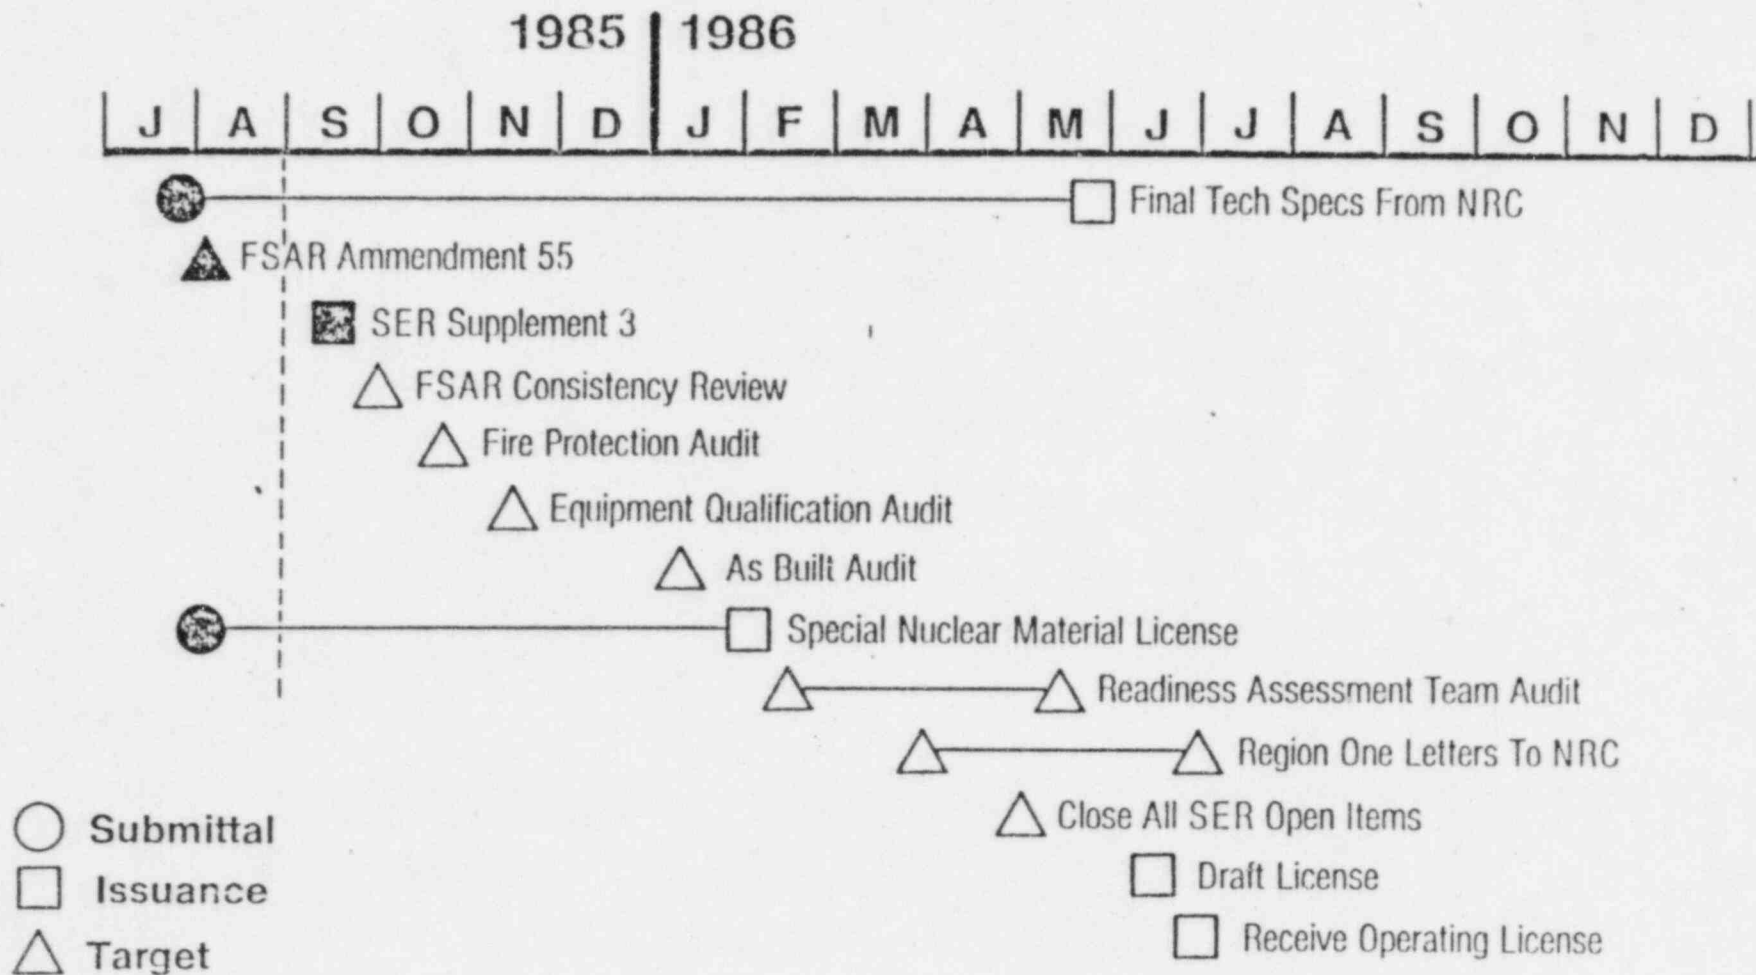 1985 1986
J A S O N D J F M A M J J A S O N D
Final Tech Specs From NRC
FSAR Ammendment 55
SER Supplement 3
FSAR Consistency Review
Fire Protection Audit
Equipment Qualification Audit
As Built Audit
Special Nuclear Material License
Readiness Assessment Team Audit
Region One Letters To NRC
Close All SER Open Items
Draft License
Receive Operating License
Submittal
Issuance
Target